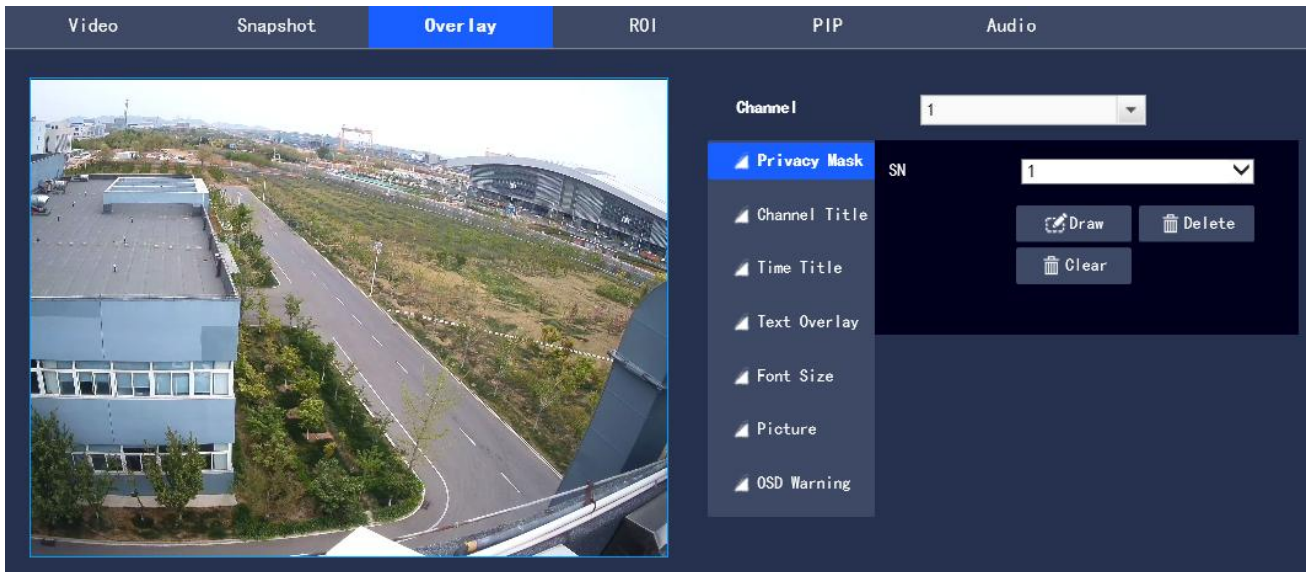 Video Snapshot Overlay ROI PIP Audio
Channel 1
Privacy Mask
SN 1
Channel Title
Draw Delete
Time Title
Clear
Text Overlay
Font Size
Picture
OSD Warning